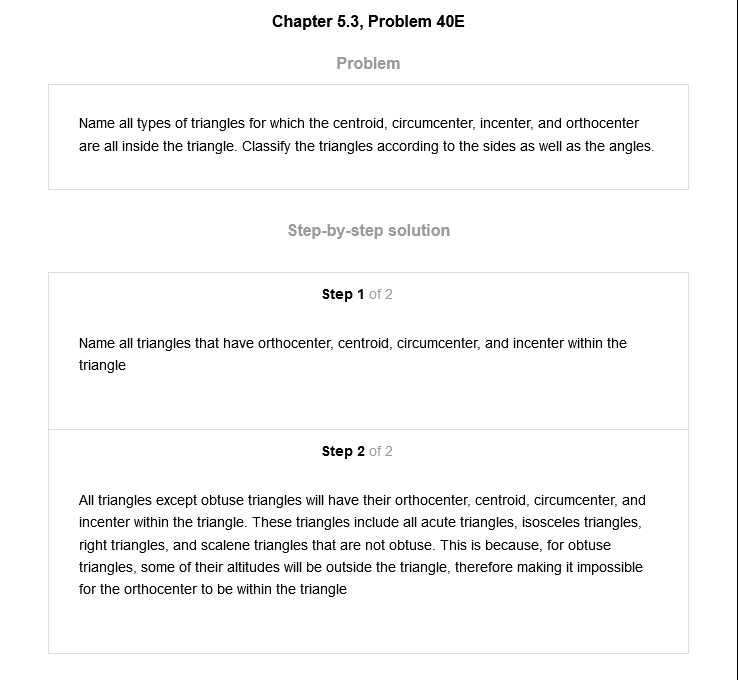 Chapter 5.3, Problem 40E
Problem
Name all types of triangles for which the centroid, circumcenter, incenter, and orthocenter
are all inside the triangle. Classify the triangles according to the sides as well as the angles.
Step-by-step solution
Step 1 of 2
Name all triangles that have orthocenter, centroid, circumcenter, and incenter within the
triangle
Step 2 of 2
All triangles except obtuse triangles will have their orthocenter, centroid, circumcenter, and
incenter within the triangle. These triangles include all acute triangles, isosceles triangles,
right triangles, and scalene triangles that are not obtuse. This is because, for obtuse
triangles, some of their altitudes will be outside the triangle, therefore making it impossible
for the orthocenter to be within the triangle